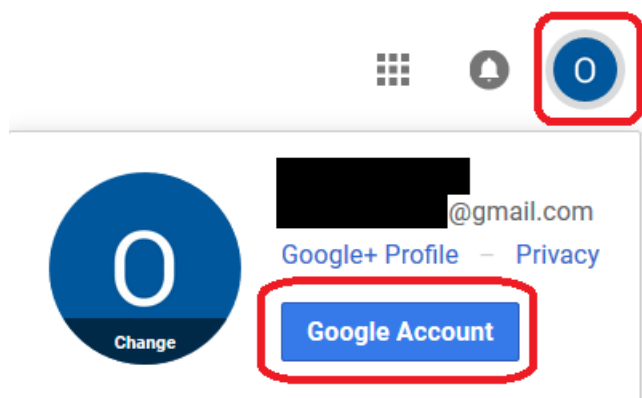 O
@gmail.com
O
Google+ Profile – Privacy
Google Account
Change